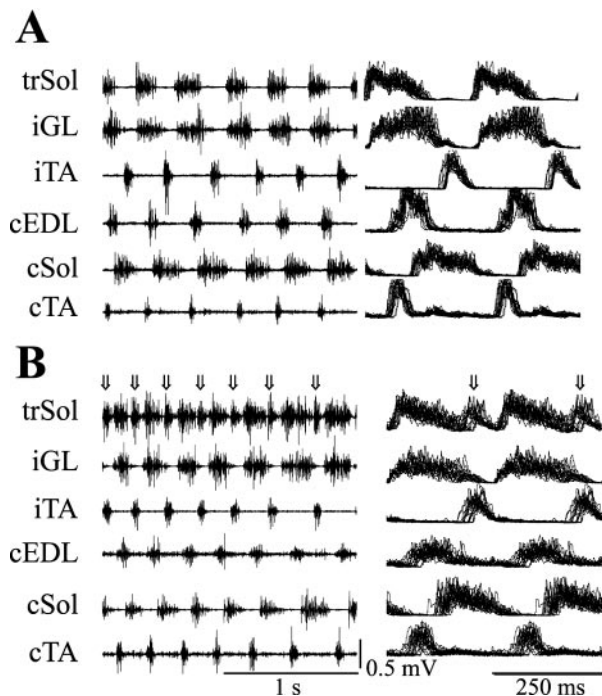 A
trSol
iGL
iTA
cEDL
cSol
cTA
B
trSol
iGL
iTA
cEDL
cSol
cTA
0.5 mV
1 s
250 ms